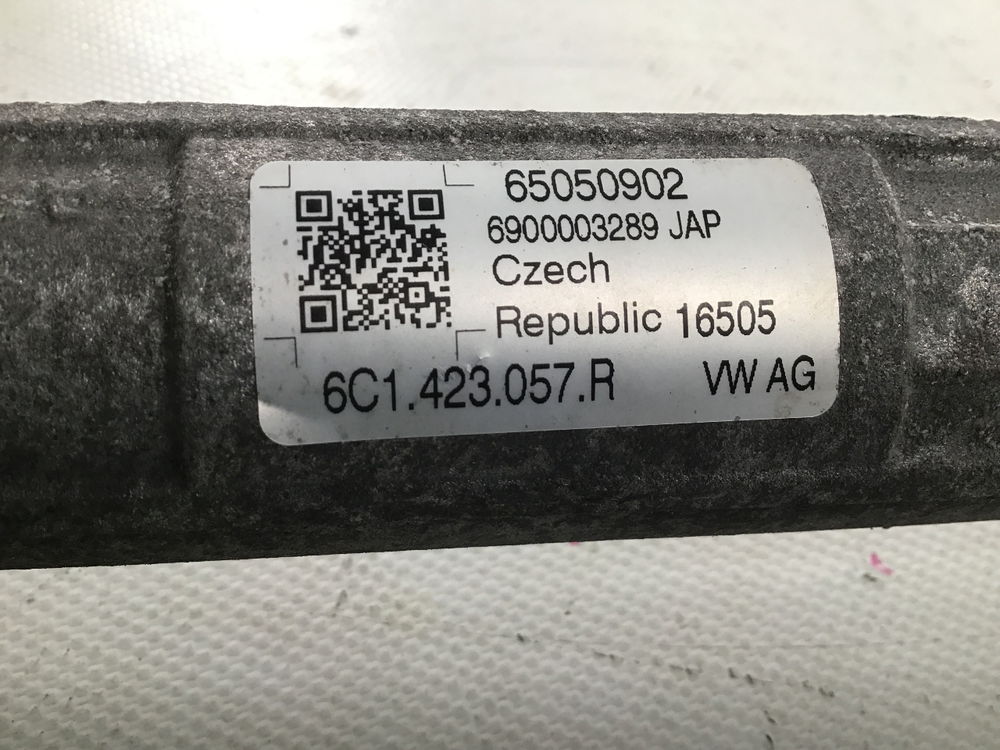 65050902
6900003289 JAP
Czech
Republic 16505
6C1.423.057.R VW AG